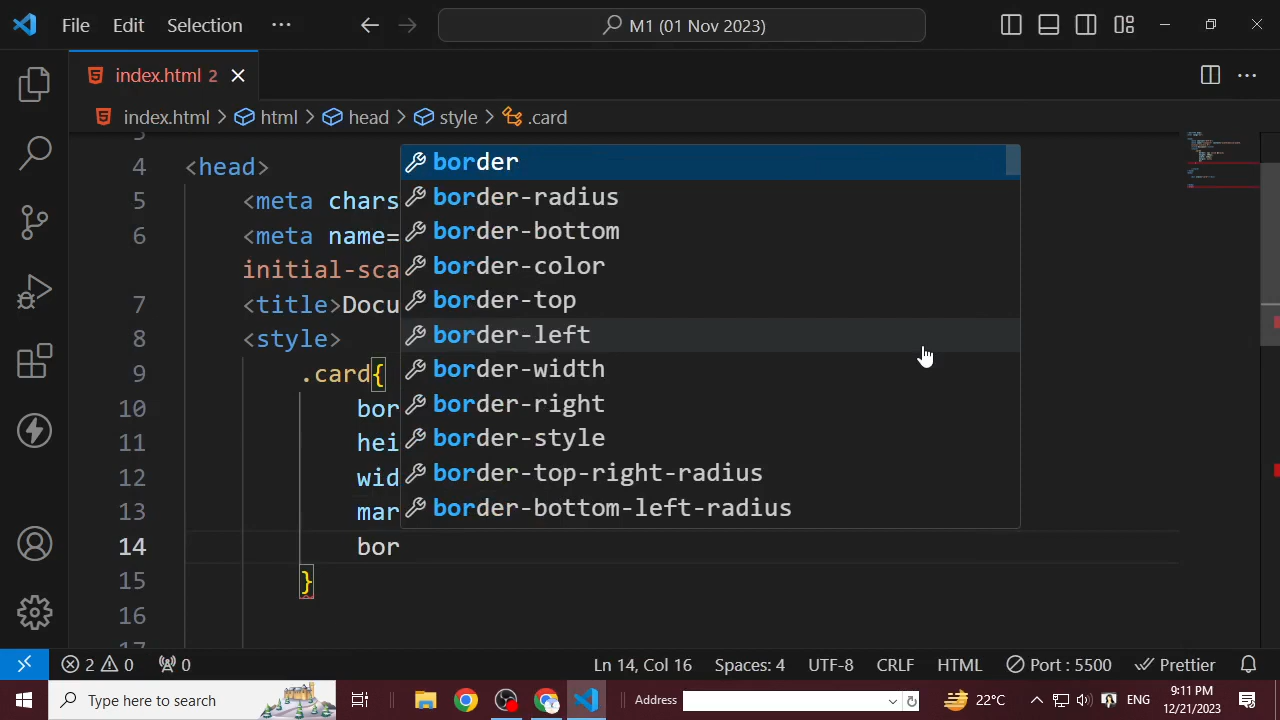 File Edit Selection ··· M1 (01 Nov 2023)
index.html 2
index.html > html > head > style > .card
3
4 <head>
5 <meta chars
6 <meta name=
initial-sca
7 <title>Docu
8 <style>
9 .card{
10 bor
11 hei
12 wid
13 mar
14 bor
15 }
16
17
border
border-radius
border-bottom
border-color
border-top
border-left
border-width
border-right
border-style
border-top-right-radius
border-bottom-left-radius
2 0 0 Ln 14, Col 16 Spaces: 4 UTF-8 CRLF HTML Port : 5500 Prettier
Type here to search Address 22°C ENG 9:11 PM
12/21/2023